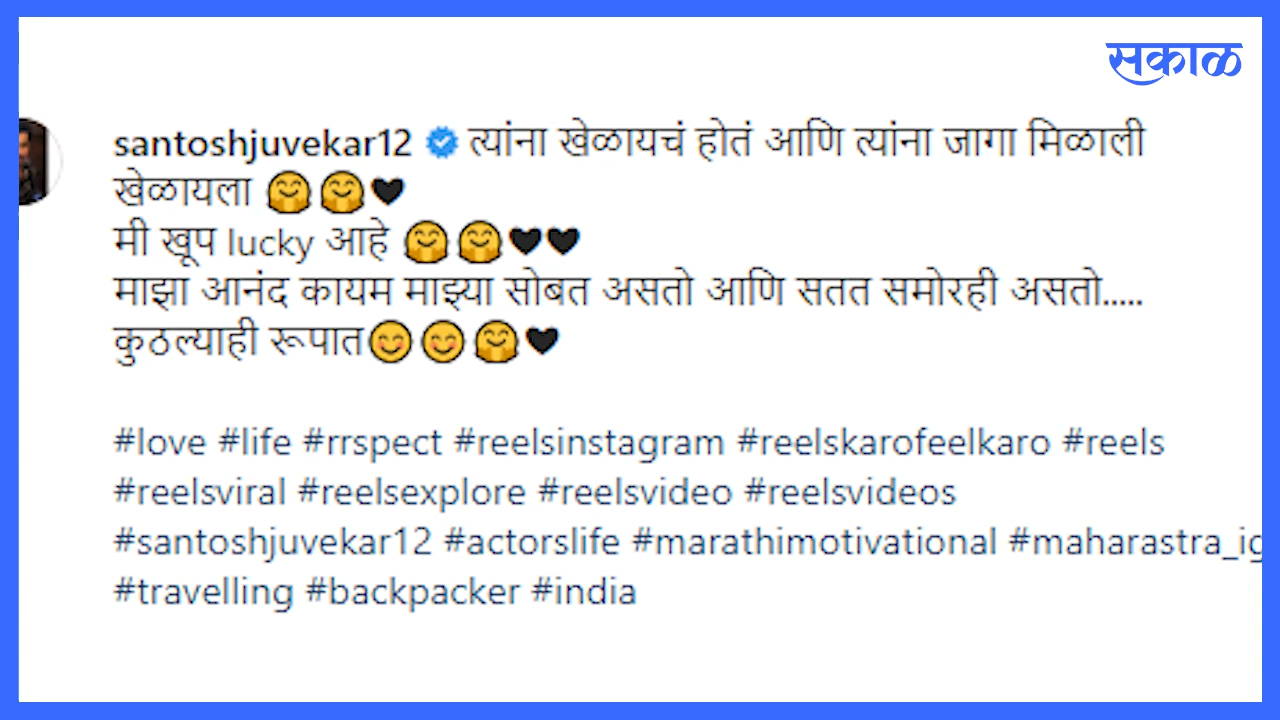 सकाळ
santoshjuvekar12 त्यांना खेळायचं होतं आणि त्यांना जागा मिळाली
खेळायला 🤗🤗🖤
मी खूप lucky आहे 🤗🤗🖤🖤
माझा आनंद कायम माझ्या सोबत असतो आणि सतत समोरही असतो.....
कुठल्याही रूपात😊😊🤗🖤
#love #life #rrspect #reelsinstagram #reelskarofeelkaro #reels
#reelsviral #reelsexplore #reelsvideo #reelsvideos
#santoshjuvekar12 #actorslife #marathimotivational #maharastra_ig
#travelling #backpacker #india